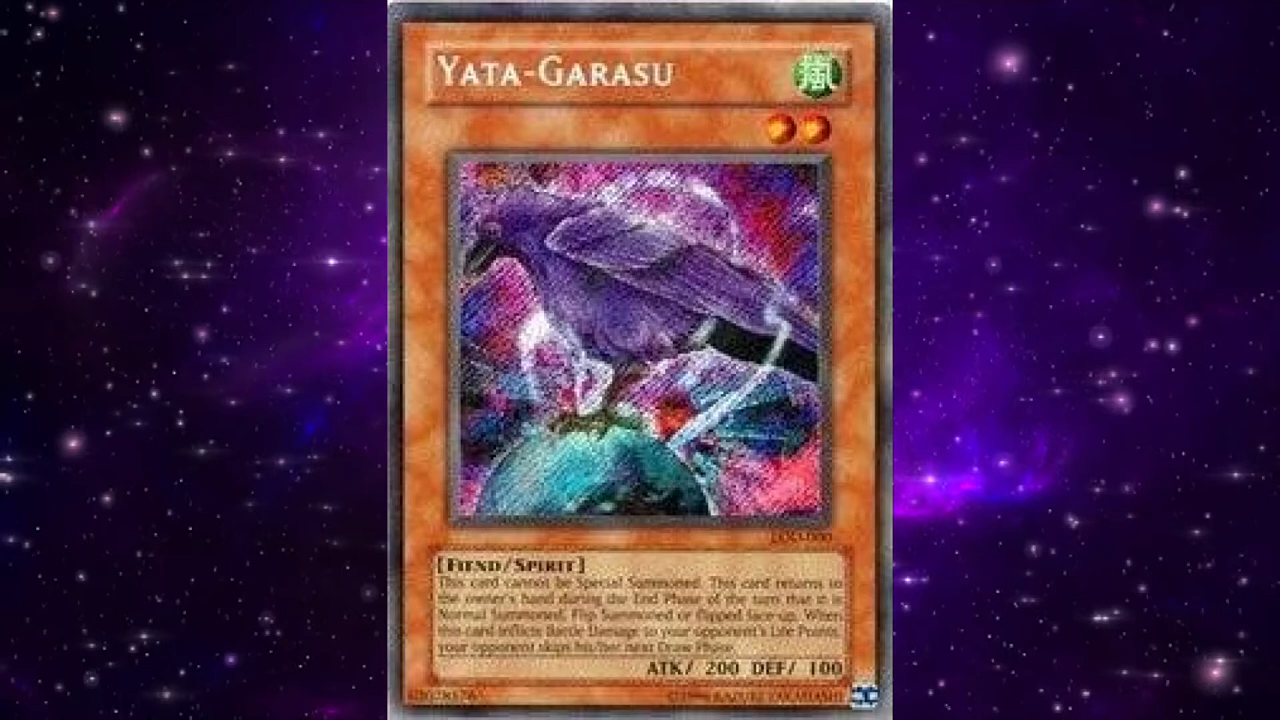 YATA-GARASU
風
[FIEND/SPIRIT]
This card cannot be Special Summoned. This card returns to
the owner's hand during the End Phase of the turn that it is
Normal Summoned, Flip Summoned or flipped face-up. When
this card inflicts Battle Damage to your opponent's Life Points,
your opponent skips his/her next Draw Phase.
ATK/ 200 DEF/ 100
©1996 KAZUKI TAKAHASHI